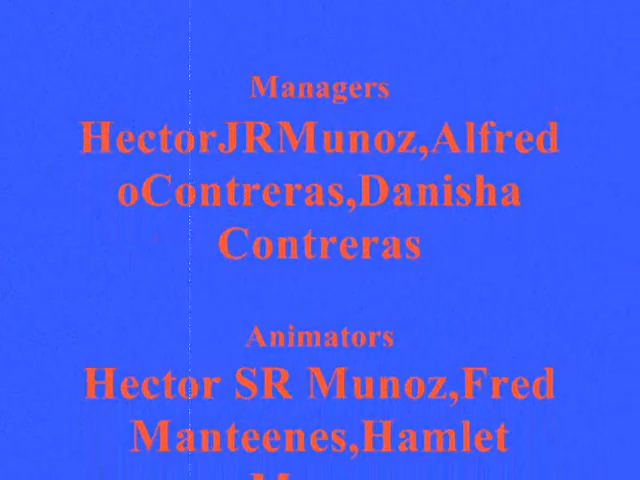 Managers
HectorJRMunoz,Alfred
oContreras,Danisha
Contreras
Animators
Hector SR Munoz,Fred
Manteenes,Hamlet